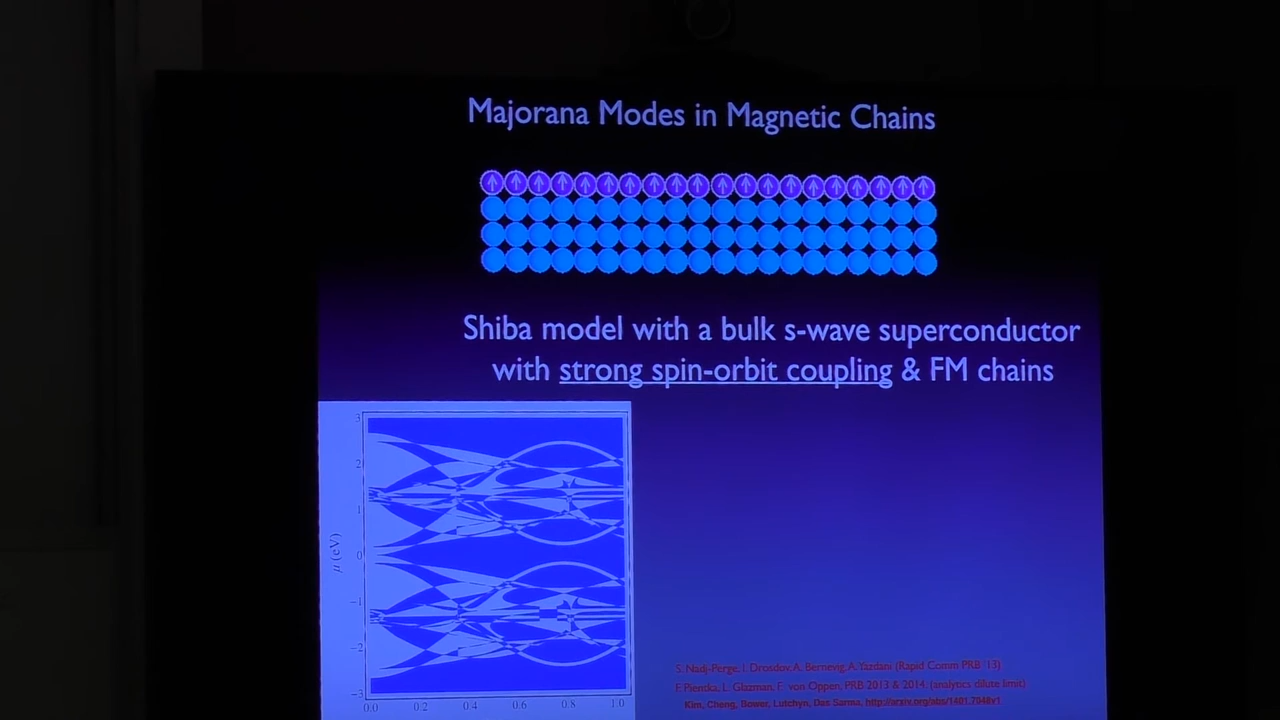 Majorana Modes in Magnetic Chains
Shiba model with a bulk s-wave superconductor
with strong spin-orbit coupling & FM chains
3
2
1
0
-1
-2
-3
μ (eV)
0.0 0.2 0.4 0.6 0.8 1.0
S. Nadj-Perge, I. Drosdov, A. Bernevig, A. Yazdani (Rapid Comm PRB '13)
F. Pientka, L. Glazman, F. von Oppen, PRB 2013 & 2014, (analytics dilute limit)
Kim, Cheng, Bower, Lutchyn, Das Sarma, http://arxiv.org/abs/1401.7048v1